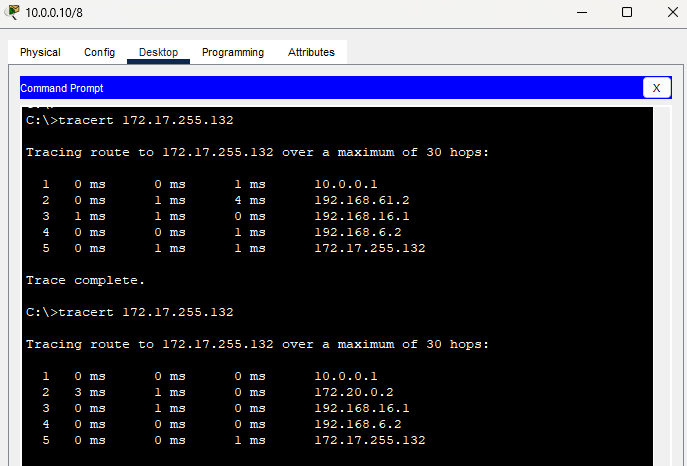 10.0.0.10/8
Physical Config Desktop Programming Attributes
Command Prompt X
C:\>tracert 172.17.255.132
Tracing route to 172.17.255.132 over a maximum of 30 hops:
1 0 ms 0 ms 1 ms 10.0.0.1
2 0 ms 1 ms 4 ms 192.168.61.2
3 1 ms 1 ms 0 ms 192.168.16.1
4 0 ms 0 ms 1 ms 192.168.6.2
5 0 ms 1 ms 1 ms 172.17.255.132
Trace complete.
C:\>tracert 172.17.255.132
Tracing route to 172.17.255.132 over a maximum of 30 hops:
1 0 ms 0 ms 0 ms 10.0.0.1
2 3 ms 1 ms 0 ms 172.20.0.2
3 0 ms 1 ms 0 ms 192.168.16.1
4 0 ms 0 ms 0 ms 192.168.6.2
5 0 ms 0 ms 1 ms 172.17.255.132